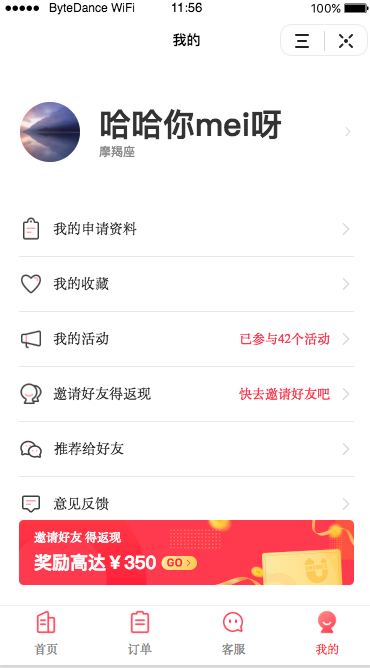 ByteDance WiFi 11:56 100%
我的
哈哈你mei呀
摩羯座
我的申请资料
我的收藏
我的活动 已参与42个活动
邀请好友得返现 快去邀请好友吧
推荐给好友
意见反馈
邀请好友 得返现
奖励高达￥350 GO
首页 订单 客服 我的